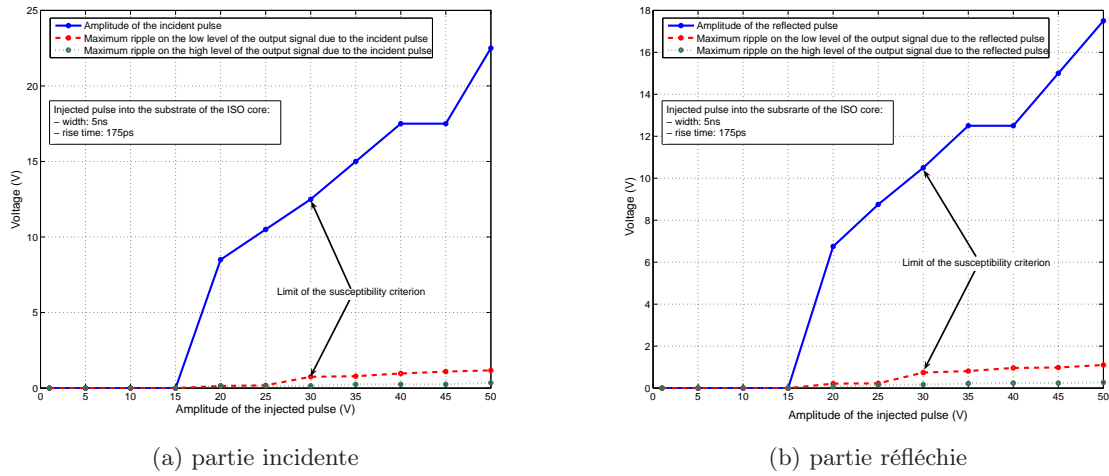 Amplitude of the incident pulse
Maximum ripple on the low level of the output signal due to the incident pulse
Maximum ripple on the high level of the output signal due to the incident pulse
Injected pulse into the substrate of the ISO core:
– width: 5ns
– rise time: 175ps
Limit of the susceptibility criterion
Voltage (V)
25
20
15
10
5
0
0 5 10 15 20 25 30 35 40 45 50
Amplitude of the injected pulse (V)
(a) partie incidente
Amplitude of the reflected pulse
Maximum ripple on the low level of the output signal due to the reflected pulse
Maximum ripple on the high level of the output signal due to the reflected pulse
Injected pulse into the subsrarte of the ISO core:
– width: 5ns
– rise time: 175ps
Limit of the susceptibility criterion
Voltage (V)
18
16
14
12
10
8
6
4
2
0
0 5 10 15 20 25 30 35 40 45 50
Amplitude of the injected pulse (V)
(b) partie réfléchie